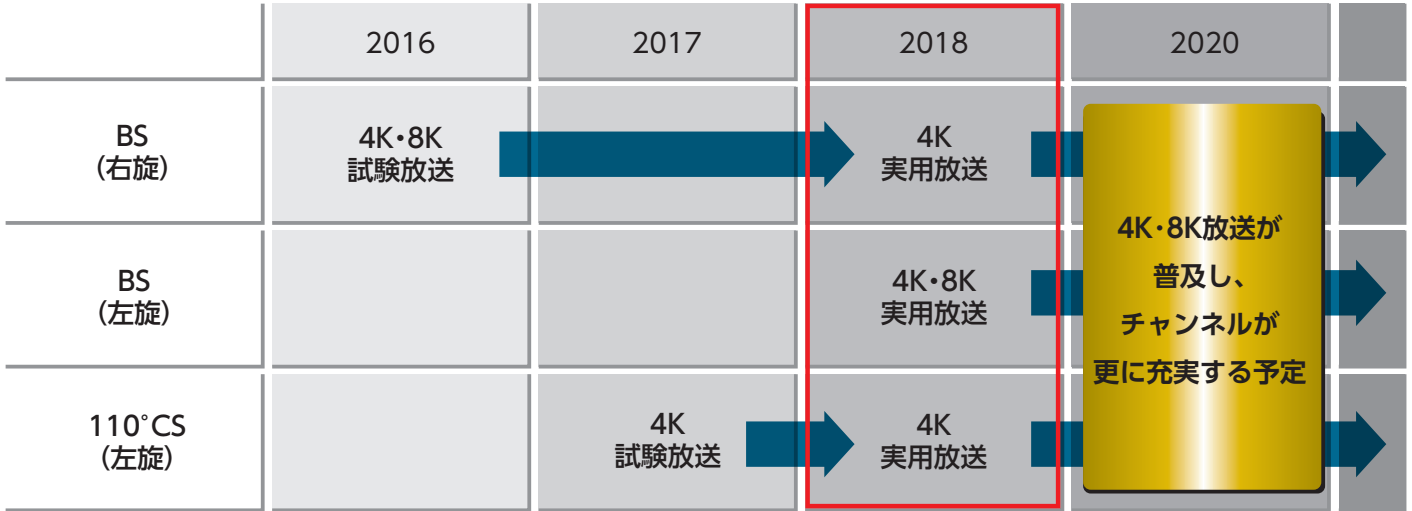 2016
2017
2018
2020
BS
(右旋)
4K・8K
試験放送
4K
実用放送
BS
(左旋)
4K・8K
実用放送
110°CS
(左旋)
4K
試験放送
4K
実用放送
4K・8K放送が
普及し、
チャンネルが
更に充実する予定